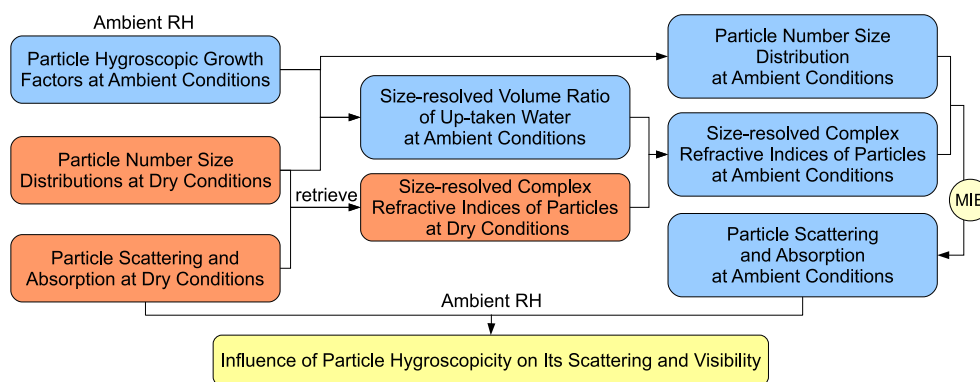 Ambient RH
Particle Hygroscopic Growth
Factors at Ambient Conditions
Particle Number Size
Distribution
at Ambient Conditions
Size-resolved Volume Ratio
of Up-taken Water
at Ambient Conditions
Size-resolved Complex
Refractive Indices of Particles
at Ambient Conditions
Particle Number Size
Distributions at Dry Conditions
retrieve
Size-resolved Complex
Refractive Indices of Particles
at Dry Conditions
MIE
Particle Scattering and
Absorption at Dry Conditions
Particle Scattering
and Absorption
at Ambient Conditions
Ambient RH
Influence of Particle Hygroscopicity on Its Scattering and Visibility